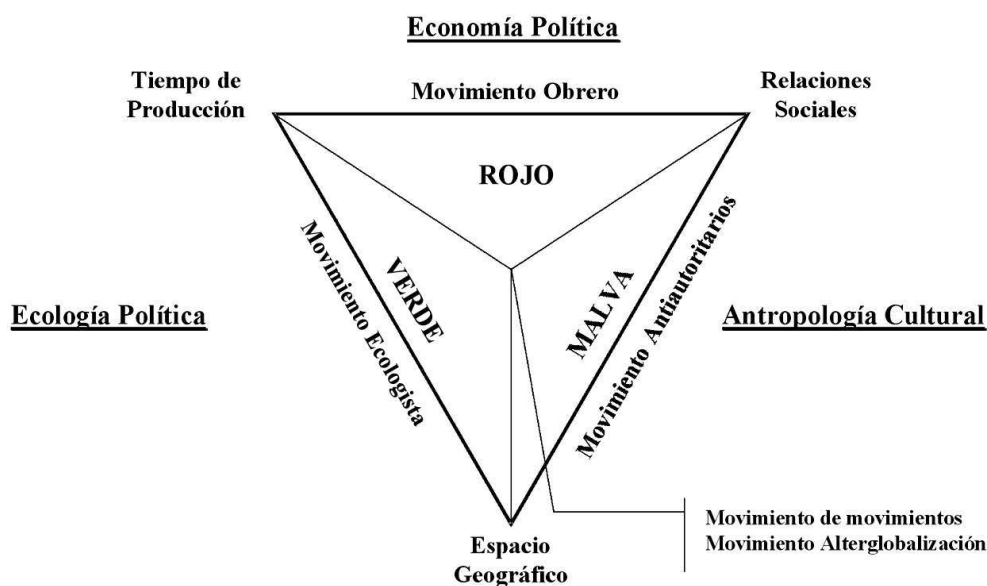 Economía Política
Tiempo de
Producción
Movimiento Obrero
Relaciones
Sociales
ROJO
Movimiento Ecologista
VERDE
MALVA
Movimiento Antiautoritarios
Ecología Política
Antropología Cultural
Espacio
Geográfico
Movimiento de movimientos
Movimiento Alterglobalización